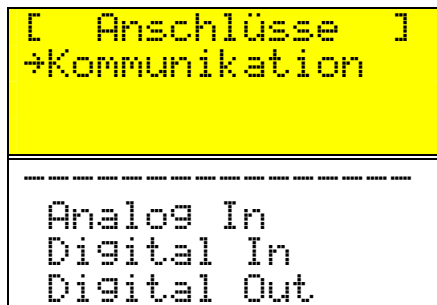 [ Anschlüsse ]
→Kommunikation
----------------
Analog In
Digital In
Digital Out